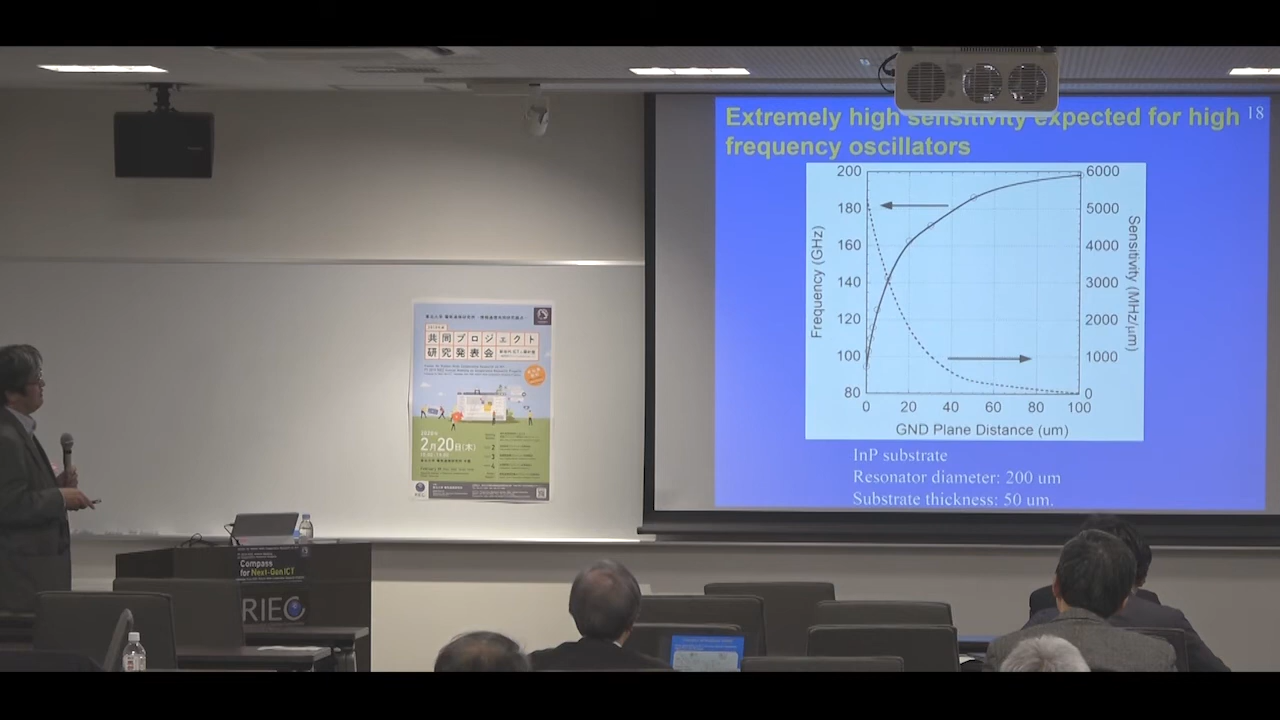 Extremely high sensitivity expected for high
frequency oscillators
18
200
180
160
140
120
100
80
Frequency (GHz)
6000
5000
4000
3000
2000
1000
0
Sensitivity (MHz/μm)
0 20 40 60 80 100
GND Plane Distance (um)
InP substrate
Resonator diameter: 200 um
Substrate thickness: 50 um.
共同プロジェクト
研究発表会
2月20日(木)
RIEC
Compass
for Next-Gen ICT
RIEC